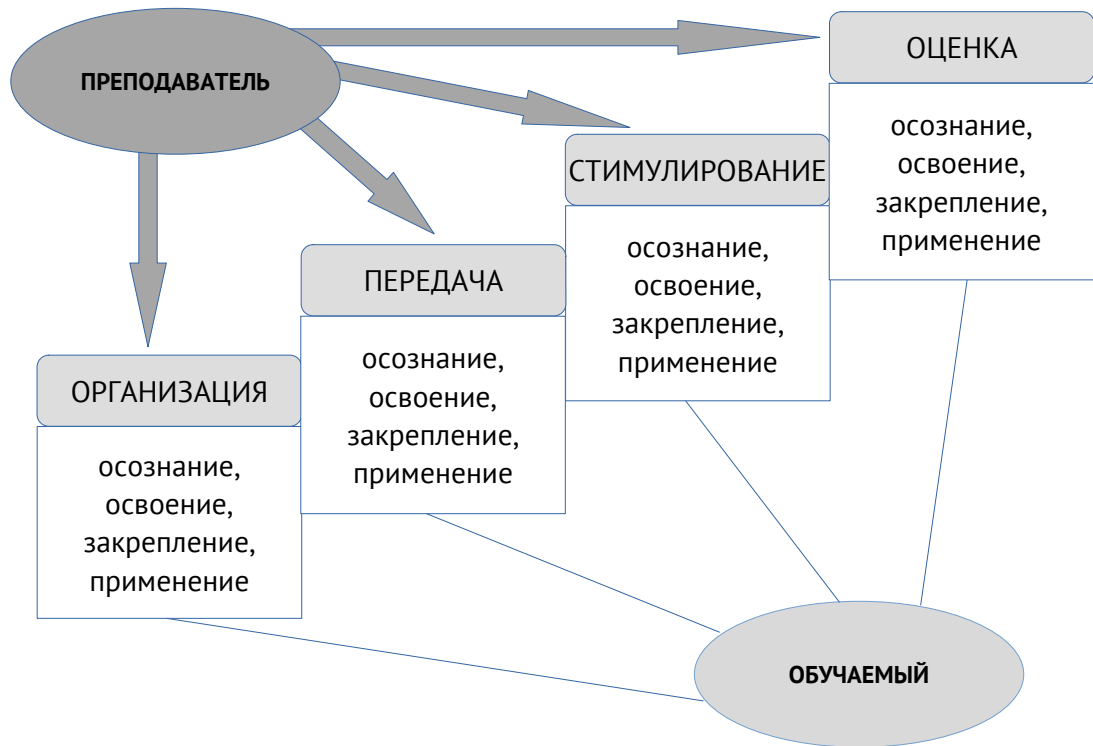 ПРЕПОДАВАТЕЛЬ
ОЦЕНКА
осознание,
освоение,
закрепление,
применение
СТИМУЛИРОВАНИЕ
осознание,
освоение,
закрепление,
применение
ПЕРЕДАЧА
осознание,
освоение,
закрепление,
применение
ОРГАНИЗАЦИЯ
осознание,
освоение,
закрепление,
применение
ОБУЧАЕМЫЙ